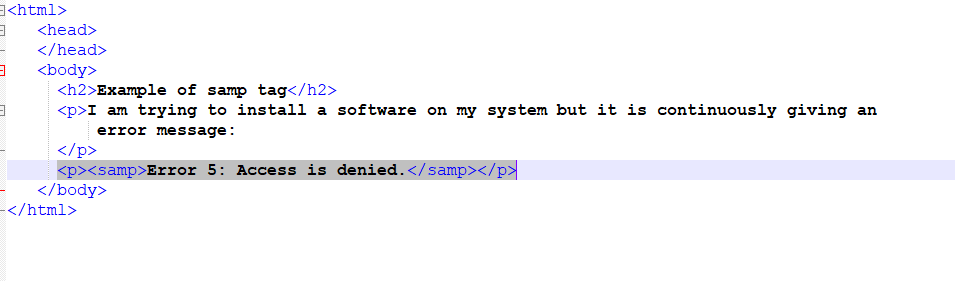 <html>
<head>
</head>
<body>
<h2>Example of samp tag</h2>
<p>I am trying to install a software on my system but it is continuously giving an
error message:
</p>
<p><samp>Error 5: Access is denied.</samp></p>
</body>
</html>